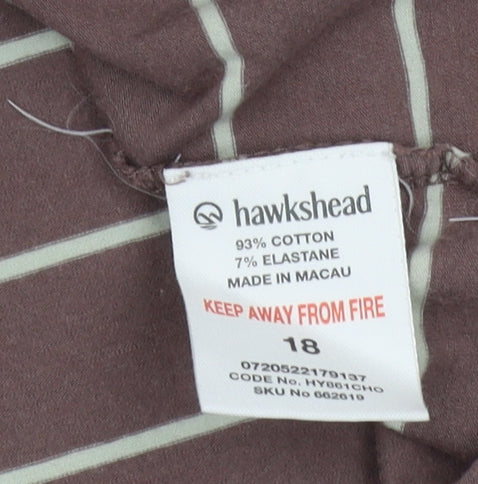 hawkshead
93% COTTON
7% ELASTANE
MADE IN MACAU
KEEP AWAY FROM FIRE
18
0720522179137
CODE No. HY861CHO
SKU No 662619